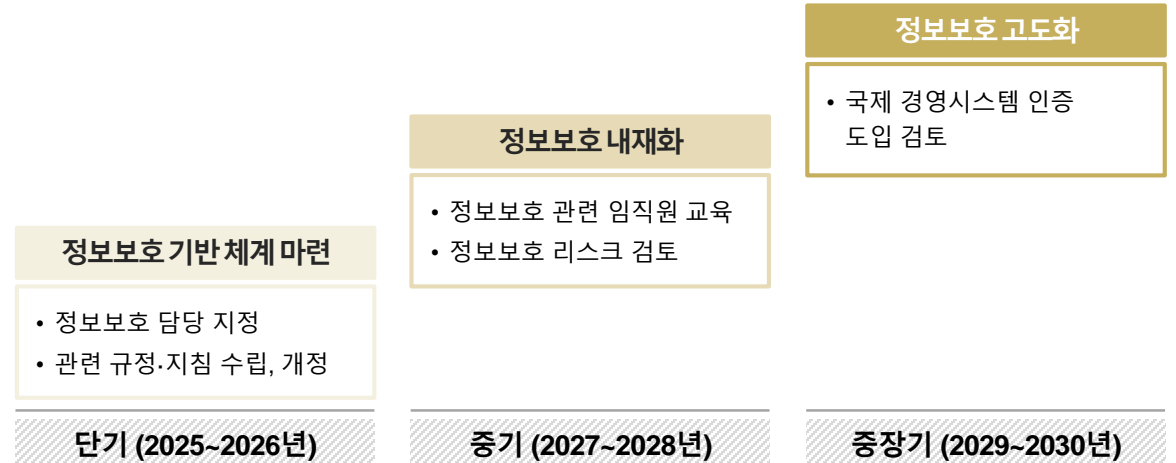 정보보호 기반 체계 마련
• 정보보호 담당 지정
• 관련 규정·지침 수립, 개정
단기 (2025~2026년)
정보보호 내재화
• 정보보호 관련 임직원 교육
• 정보보호 리스크 검토
중기 (2027~2028년)
정보보호 고도화
• 국제 경영시스템 인증
도입 검토
중장기 (2029~2030년)